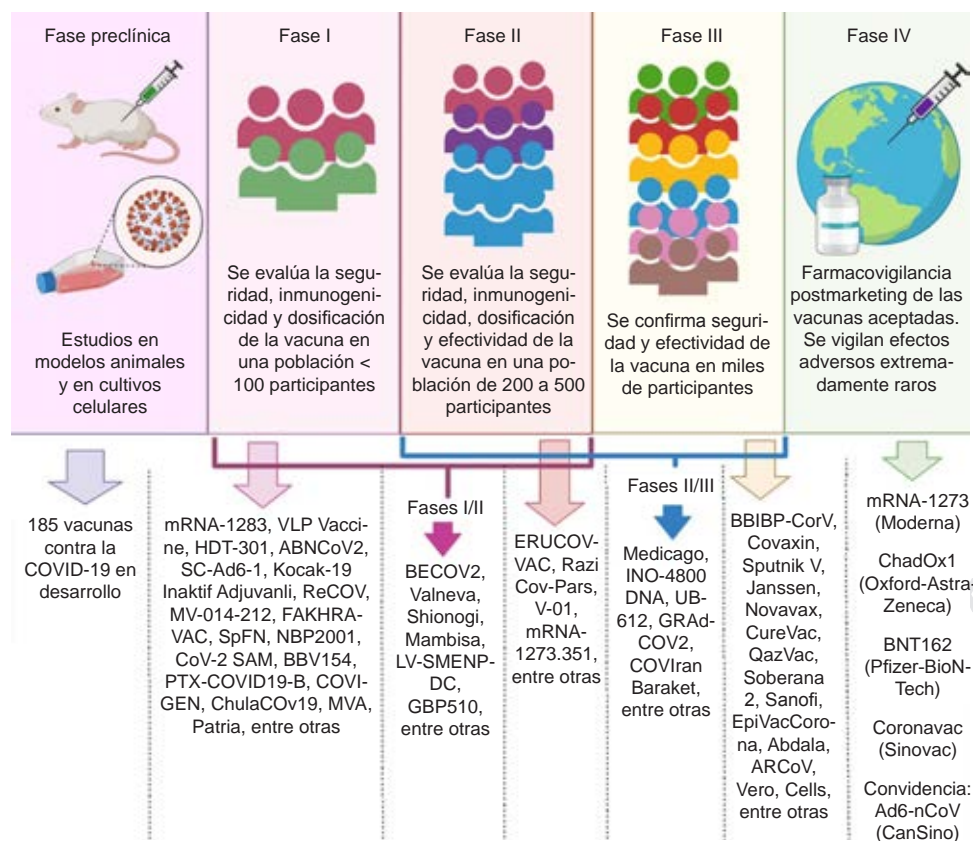 Fase preclínica
Estudios en
modelos animales
y en cultivos
celulares
Fase I
Se evalúa la segu-
ridad, inmunogeni-
cidad y dosificación
de la vacuna en
una población <
100 participantes
Fase II
Se evalúa la segu-
ridad, inmunogeni-
cidad, dosificación
y efectividad de la
vacuna en una po-
blación de 200 a 500
participantes
Fase III
Se confirma seguri-
dad y efectividad de
la vacuna en miles
de participantes
Fase IV
Farmacovigilancia
postmarketing de las
vacunas aceptadas.
Se vigilan efectos
adversos extrema-
damente raros
185 vacunas
contra la
COVID-19 en
desarrollo
mRNA-1283, VLP Vacci-
ne, HDT-301, ABNCoV2,
SC-Ad6-1, Kocak-19
Inaktif Adjuvanli, ReCOV,
MV-014-212, FAKHRA-
VAC, SpFN, NBP2001,
CoV-2 SAM, BBV154,
PTX-COVID19-B, COVI-
GEN, ChulaCOv19, MVA,
Patria, entre otras
Fases I/II
BECOV2,
Valneva,
Shionogi,
Mambisa,
LV-SMENP-
DC,
GBP510,
entre otras
ERUCOV-
VAC, Razi
Cov-Pars,
V-01,
mRNA-
1273.351,
entre otras
Fases II/III
Medicago,
INO-4800
DNA, UB-
612, GRAd-
COV2,
COVIran
Baraket,
entre otras
BBIBP-CorV,
Covaxin,
Sputnik V,
Janssen,
Novavax,
CureVac,
QazVac,
Soberana
2, Sanofi,
EpiVacCoro-
na, Abdala,
ARCoV,
Vero, Cells,
entre otras
mRNA-1273
(Moderna)
ChadOx1
(Oxford-Astra-
Zeneca)
BNT162
(Pfizer-BioN-
Tech)
Coronavac
(Sinovac)
Convidencia:
Ad6-nCoV
(CanSino)